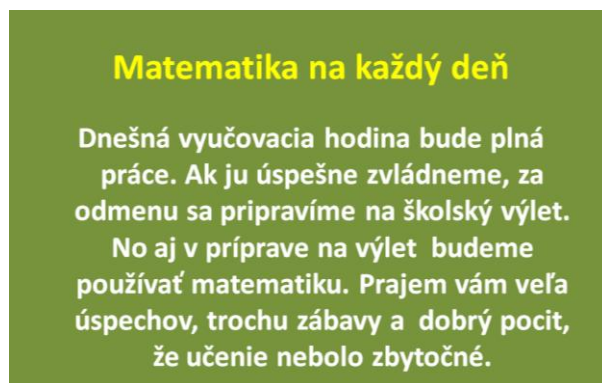 Matematika na každý deň
Dnešná vyučovacia hodina bude plná
práce. Ak ju úspešne zvládneme, za
odmenu sa pripravíme na školský výlet.
No aj v príprave na výlet budeme
používať matematiku. Prajem vám veľa
úspechov, trochu zábavy a dobrý pocit,
že učenie nebolo zbytočné.